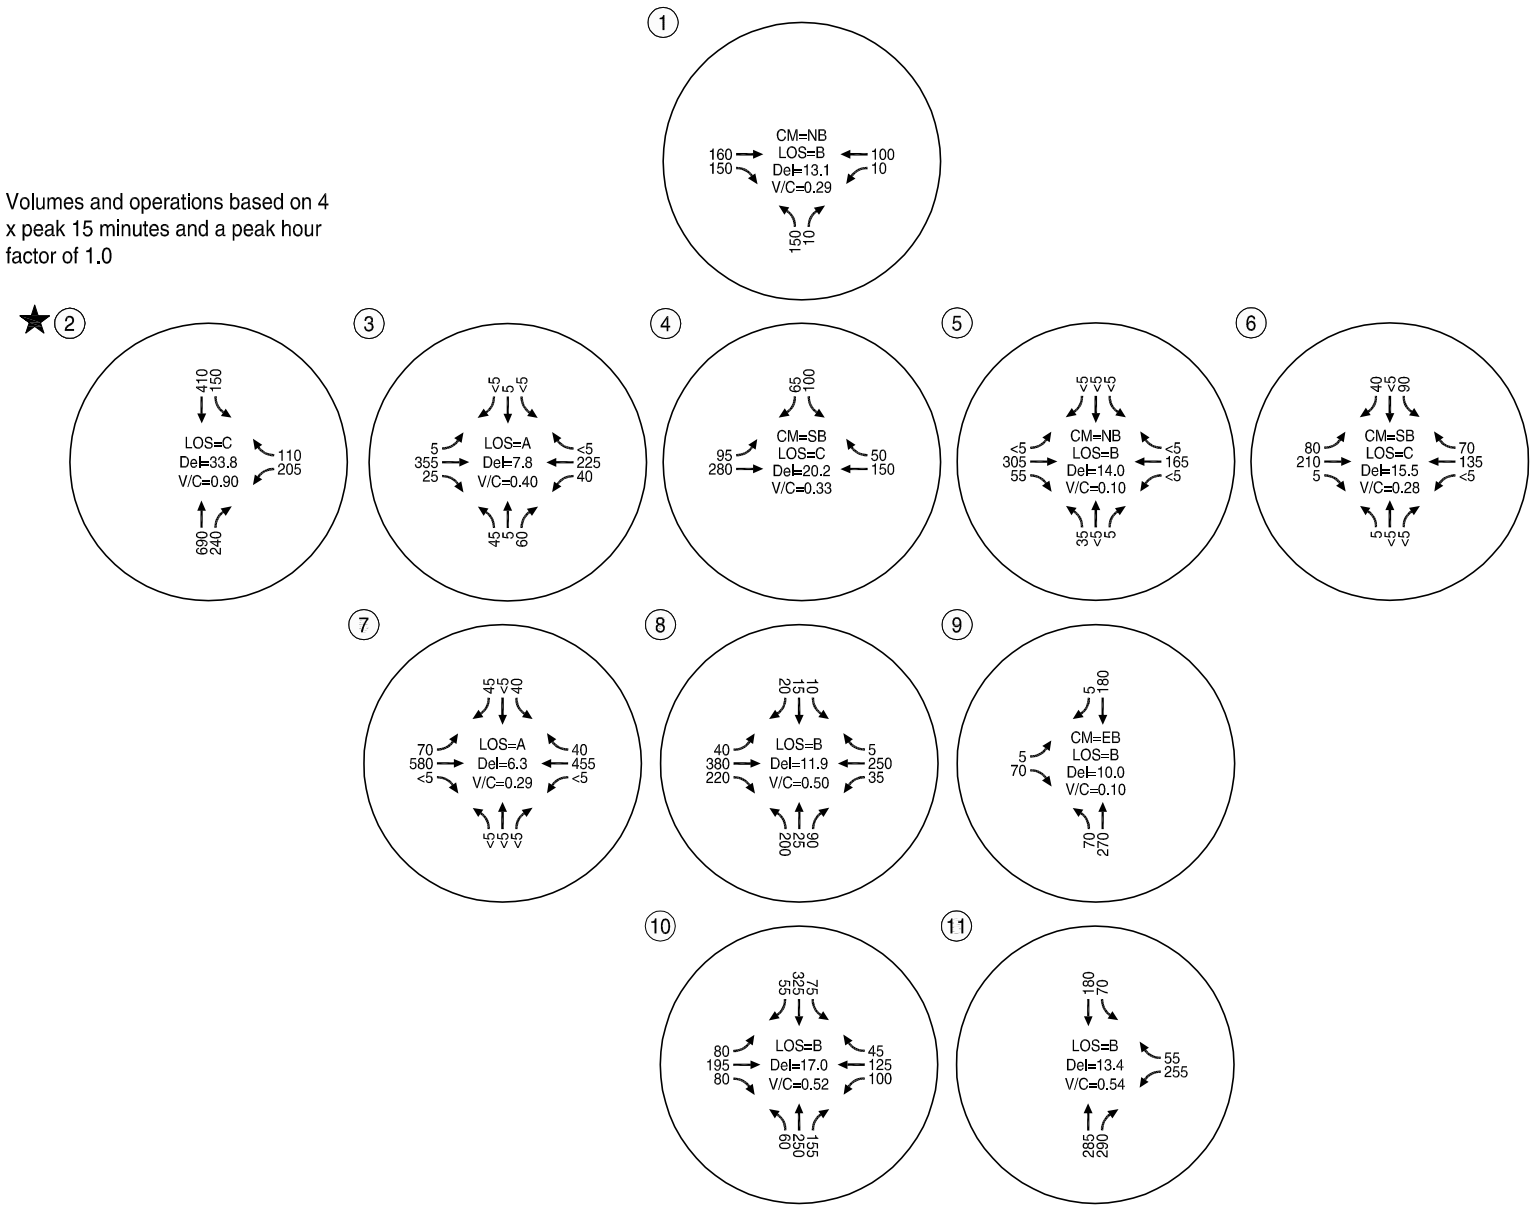 1
CM=NB
LOS=B
Del=13.1
V/C=0.29
160
150
100
10
150
10
Volumes and operations based on 4
x peak 15 minutes and a peak hour
factor of 1.0
2
410
150
LOS=C
Del=33.8
V/C=0.90
110
205
690
240
3
<5
5
<5
5
355
25
LOS=A
Del=7.8
V/C=0.40
<5
225
40
45
5
60
4
65
100
95
280
CM=SB
LOS=C
Del=20.2
V/C=0.33
50
150
5
<5
<5
<5
<5
305
55
CM=NB
LOS=B
Del=14.0
V/C=0.10
<5
165
<5
35
<5
5
6
40
<5
90
80
210
5
CM=SB
LOS=C
Del=15.5
V/C=0.28
70
135
<5
5
<5
<5
7
45
<5
40
70
580
<5
LOS=A
Del=6.3
V/C=0.29
40
455
<5
<5
<5
<5
8
20
15
10
40
380
220
LOS=B
Del=11.9
V/C=0.50
5
250
35
200
25
90
9
5
180
5
70
CM=EB
LOS=B
Del=10.0
V/C=0.10
70
270
10
55
325
75
80
195
80
LOS=B
Del=17.0
V/C=0.52
45
125
100
60
250
155
11
180
70
LOS=B
Del=13.4
V/C=0.54
55
255
285
290